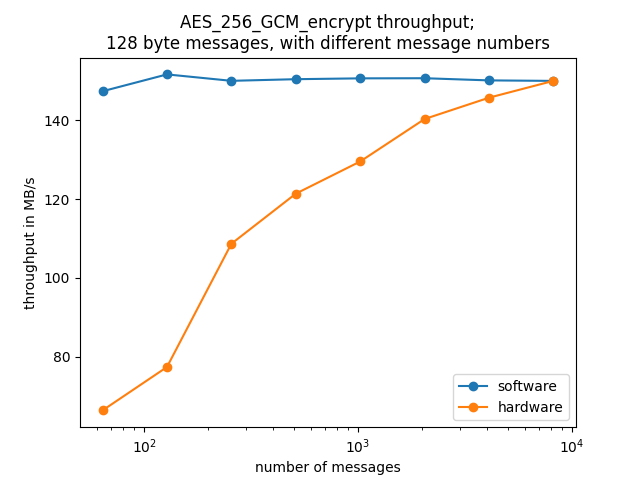 AES_256_GCM_encrypt throughput;
128 byte messages, with different message numbers
throughput in MB/s
140
120
100
80
10²
10³
10⁴
number of messages
software
hardware